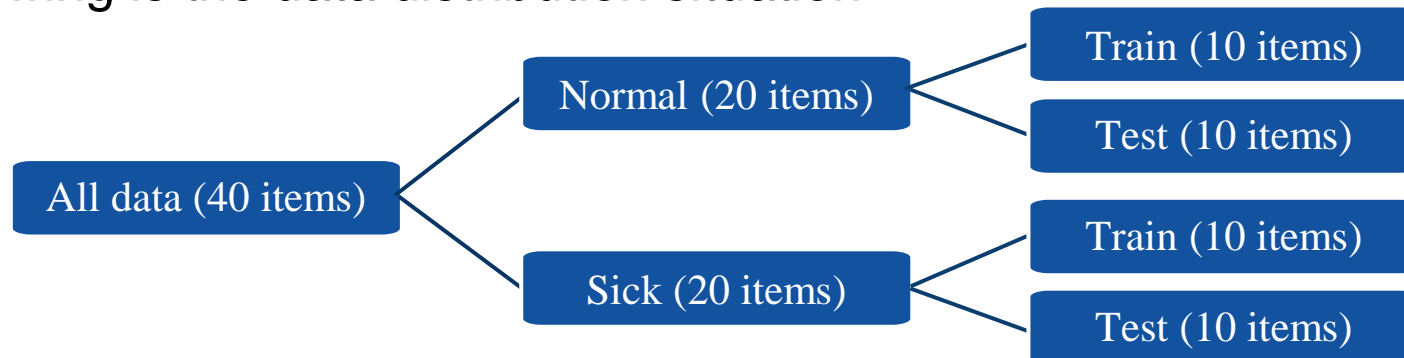 Train (10 items)
Normal (20 items)
Test (10 items)
All data (40 items)
Train (10 items)
Sick (20 items)
Test (10 items)